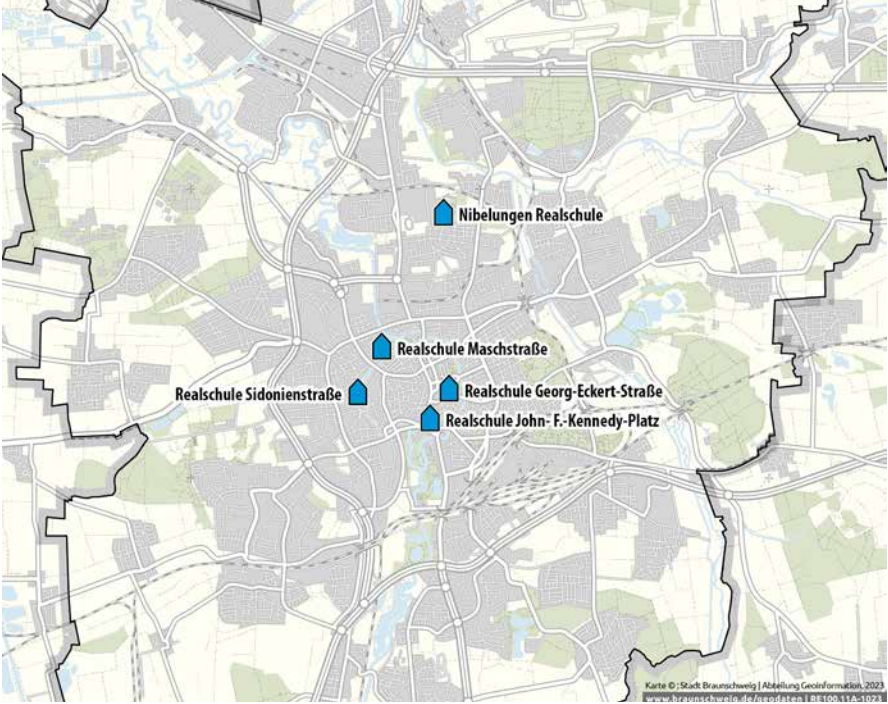 Nibelungen Realschule
Realschule Maschstraße
Realschule Sidonienstraße
Realschule Georg-Eckert-Straße
Realschule John- F.-Kennedy-Platz
Karte © ; Stadt Braunschweig | Abteilung Geoinformation, 2023
www.braunschweig.de/geodaten | RE100.11A-1023